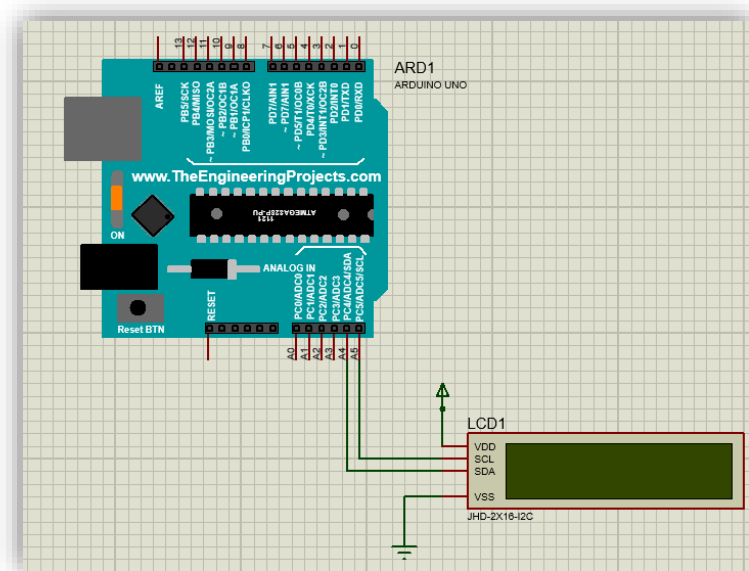 ARD1
ARDUINO UNO
13
12
11
10
9
8
7
6
5
4
3
2
1
0
AREF
PB5/SCK
PB4/MISO
~ PB3/MOSI/OC2A
~ PB2/OC1B
~ PB1/OC1A
PB0/ICP1/CLKO
PD7/AIN1
~ PD7/AIN1
~ PD5/T1/OC0B
PD4/T0/XCK
~ PD3/INT1/OC2B
PD2/INT0
PD1/TXD
PD0/RXD
www.TheEngineeringProjects.com
1121
ATMEGA328P-PU
ON
ANALOG IN
Reset BTN
RESET
PC0/ADC0
PC1/ADC1
PC2/ADC2
PC3/ADC3
PC4/ADC4/SDA
PC5/ADC5/SCL
A0
A1
A2
A3
A4
A5
LCD1
VDD
SCL
SDA
VSS
JHD-2X16-I2C